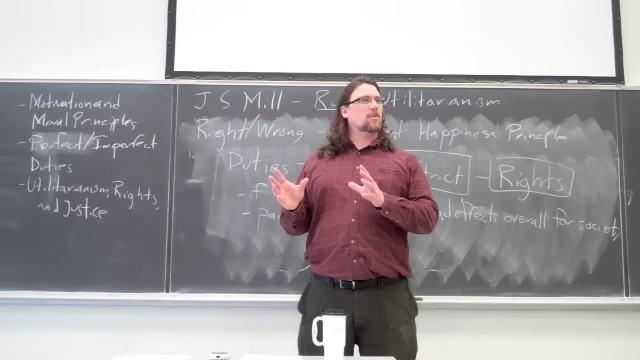 - Motivation and
Moral Principles
- Perfect/Imperfect
Duties
- Utilitarianism, Rights,
and Justice
J S Mill - R Utilitarianism
Right/Wrong - Happiness Principle
Duties - trict - Rights
- 
- effects overall for society